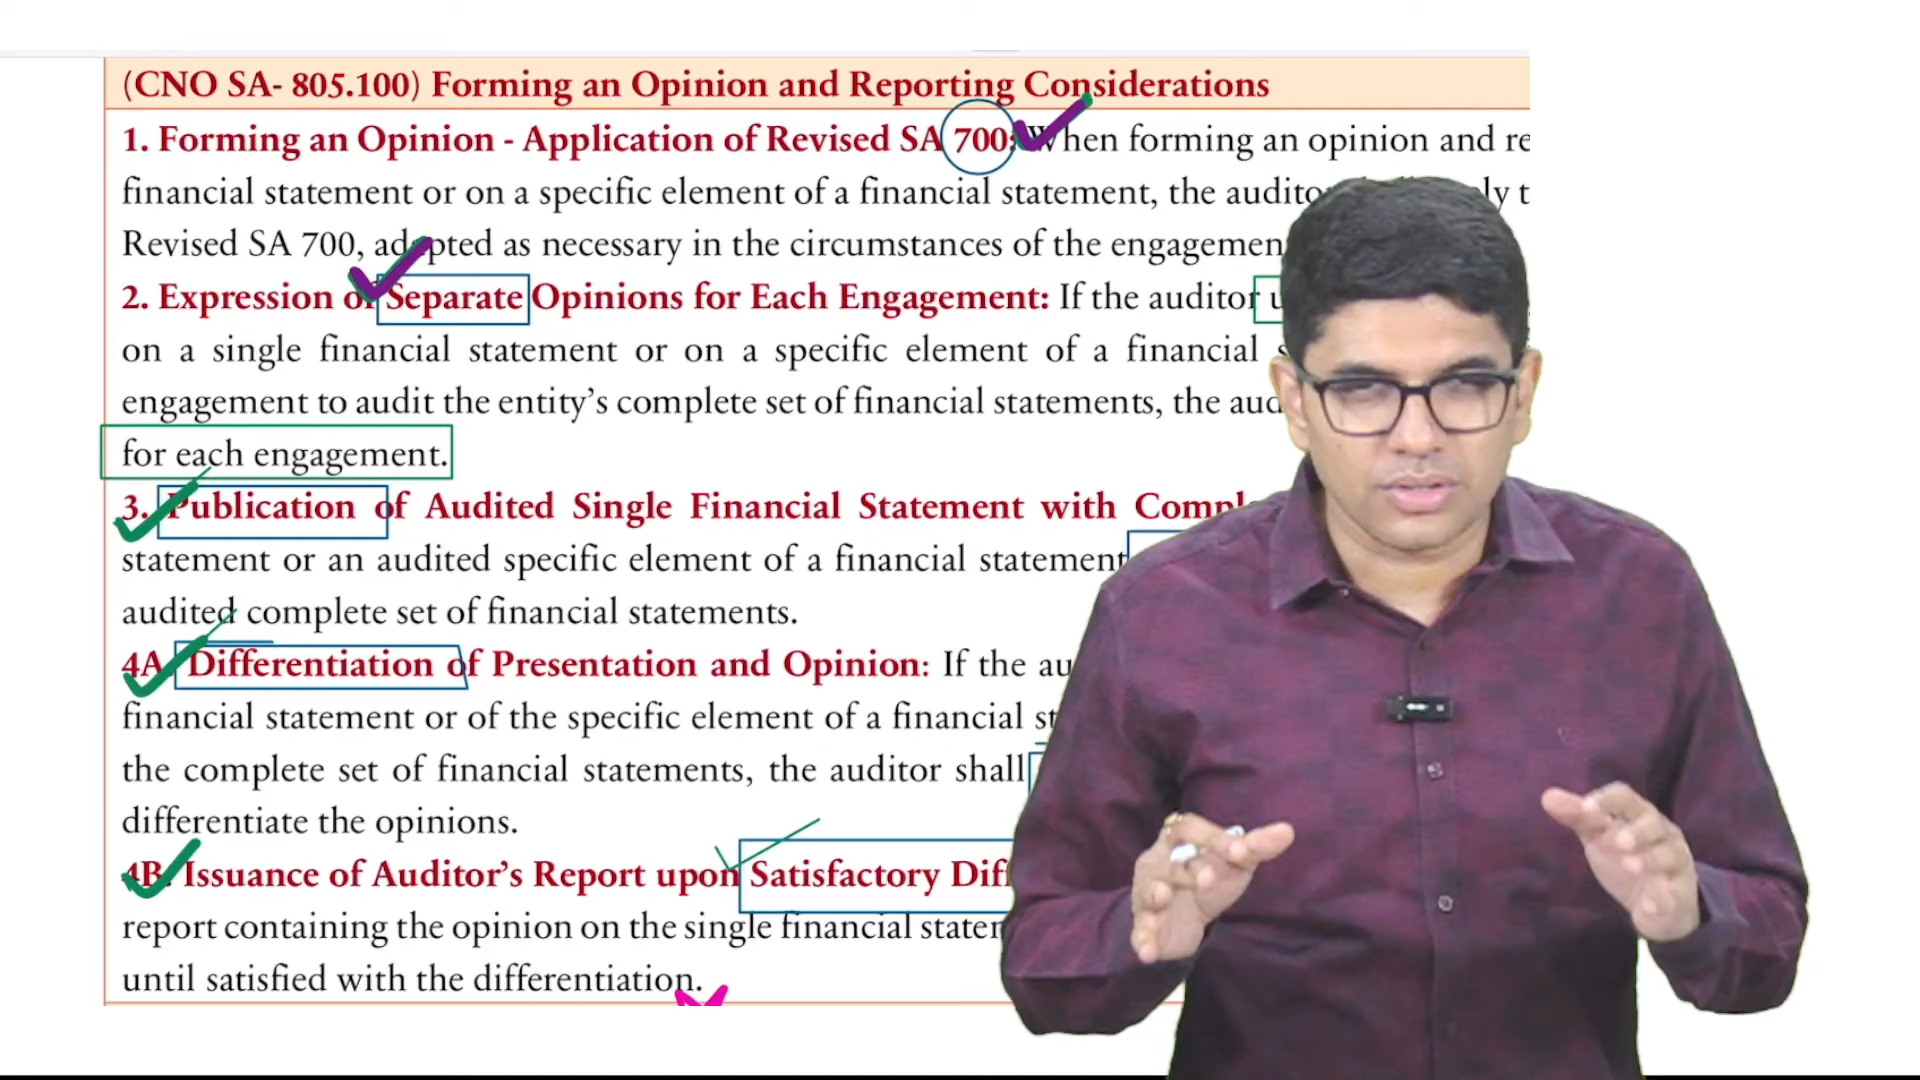 (CNO SA- 805.100) Forming an Opinion and Reporting Considerations
1. Forming an Opinion - Application of Revised SA 700: When forming an opinion and re
financial statement or on a specific element of a financial statement, the auditor
Revised SA 700, adapted as necessary in the circumstances of the engagemen
2. Expression of Separate Opinions for Each Engagement: If the auditor
on a single financial statement or on a specific element of a financial
engagement to audit the entity's complete set of financial statements, the aud
for each engagement.
3. Publication of Audited Single Financial Statement with Compl
statement or an audited specific element of a financial statement
audited complete set of financial statements.
4A. Differentiation of Presentation and Opinion: If the au
financial statement or of the specific element of a financial st
the complete set of financial statements, the auditor shall
differentiate the opinions.
4B. Issuance of Auditor's Report upon Satisfactory Diff
report containing the opinion on the single financial statem
until satisfied with the differentiation.